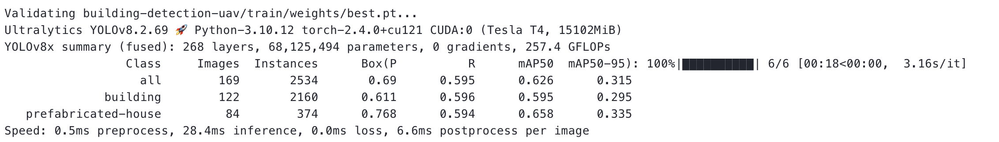 Validating building-detection-uav/train/weights/best.pt...
Ultralytics YOLOv8.2.69 🚀 Python-3.10.12 torch-2.4.0+cu121 CUDA:0 (Tesla T4, 15102MiB)
YOLOv8x summary (fused): 268 layers, 68,125,494 parameters, 0 gradients, 257.4 GFLOPs
Class Images Instances Box(P R mAP50 mAP50-95): 100%|██████████| 6/6 [00:18<00:00, 3.16s/it]
all 169 2534 0.69 0.595 0.626 0.315
building 122 2160 0.611 0.596 0.595 0.295
prefabricated-house 84 374 0.768 0.594 0.658 0.335
Speed: 0.5ms preprocess, 28.4ms inference, 0.0ms loss, 6.6ms postprocess per image